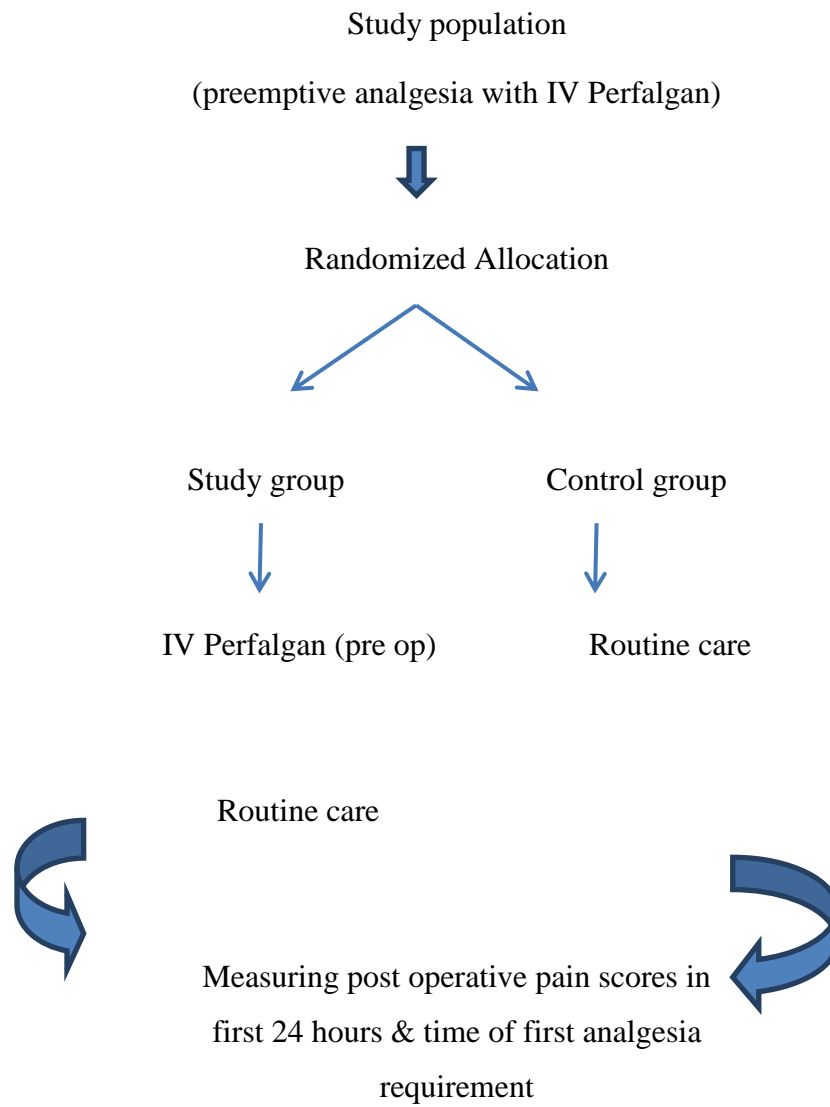 Study population
(preemptive analgesia with IV Perfalgan)
Randomized Allocation
Study group Control group
IV Perfalgan (pre op) Routine care
Routine care
Measuring post operative pain scores in
first 24 hours & time of first analgesia
requirement